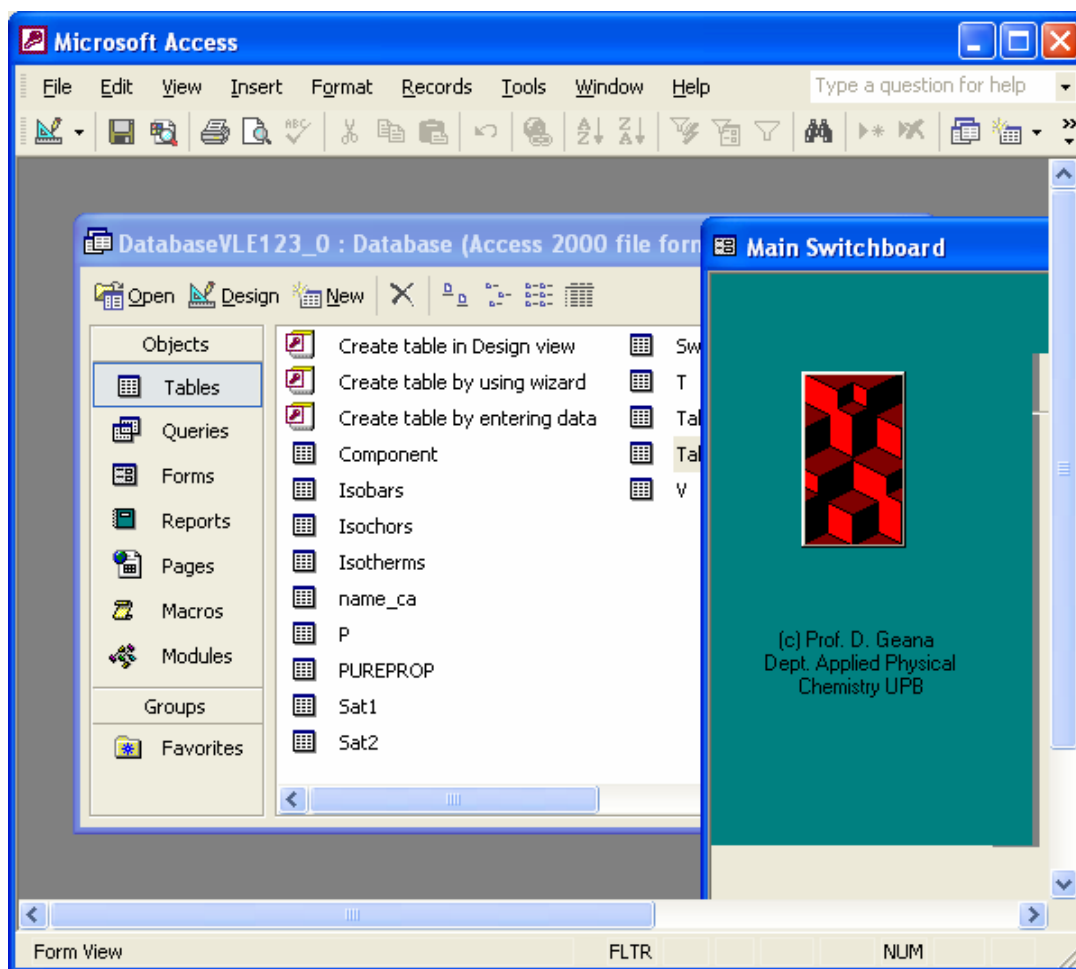 Microsoft Access
File Edit View Insert Format Records Tools Window Help Type a question for help
DatabaseVLE123_0 : Database (Access 2000 file form
Main Switchboard
Open Design New
Objects
Tables
Queries
Forms
Reports
Pages
Macros
Modules
Groups
Favorites
Create table in Design view
Create table by using wizard
Create table by entering data
Component
Isobars
Isochors
Isotherms
name_ca
P
PUREPROP
Sat1
Sat2
Sw
T
Tal
Tal
V
(c) Prof. D. Geana
Dept. Applied Physical
Chemistry UPB
Form View FLTR NUM